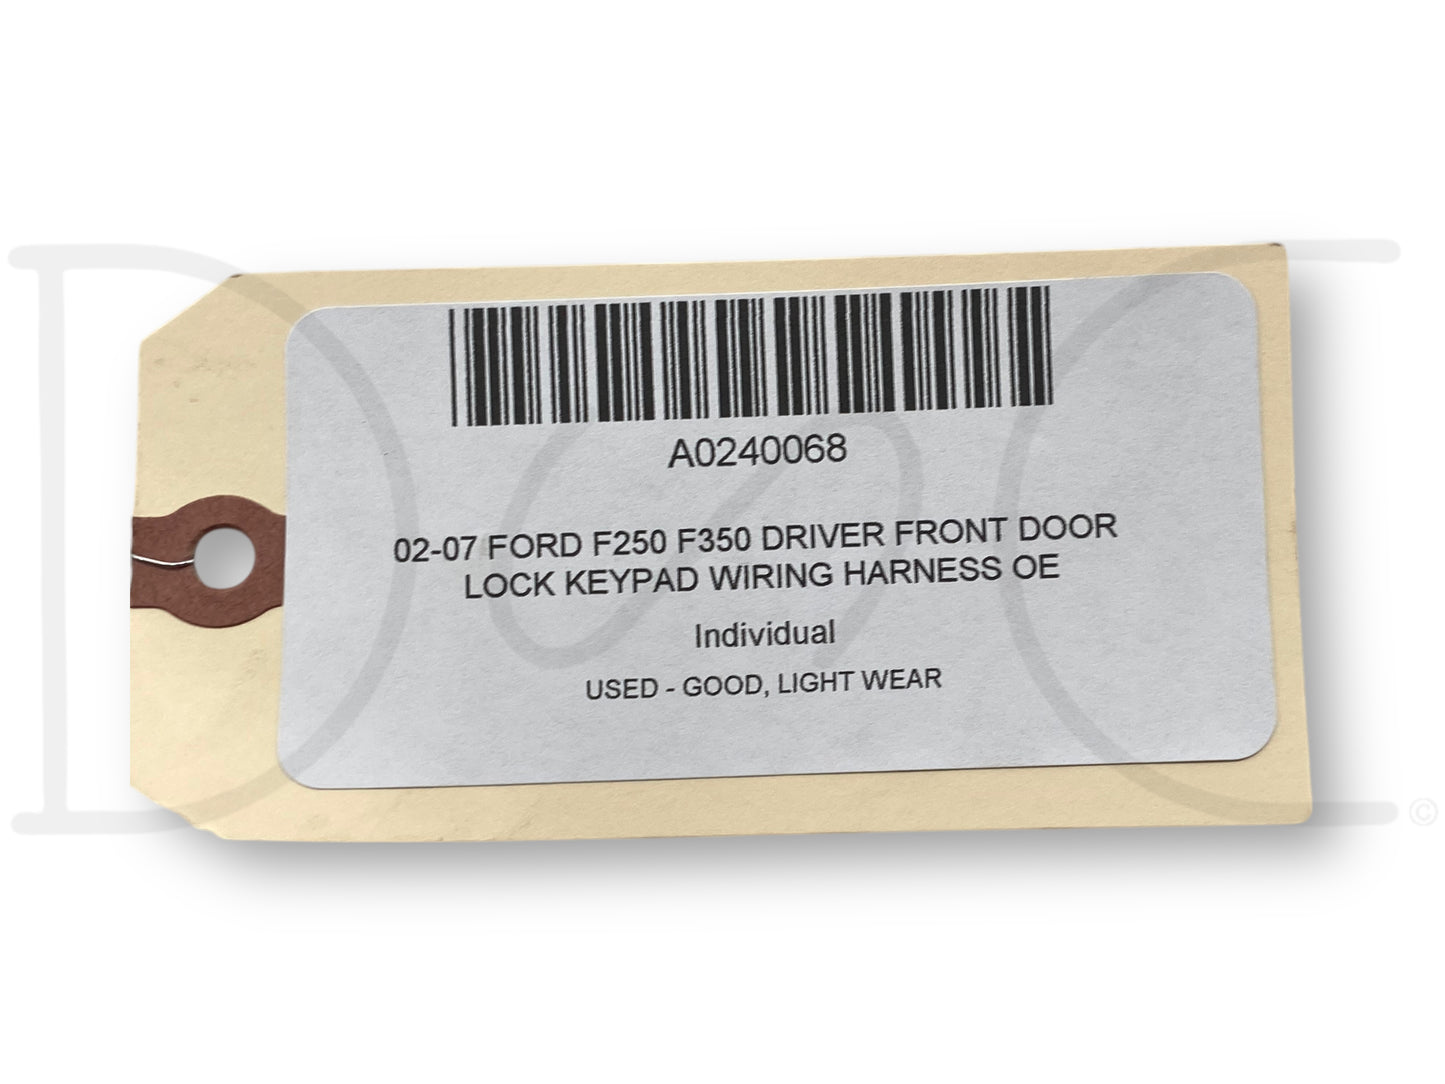 A0240068
02-07 FORD F250 F350 DRIVER FRONT DOOR
LOCK KEYPAD WIRING HARNESS OE
Individual
USED - GOOD, LIGHT WEAR
©